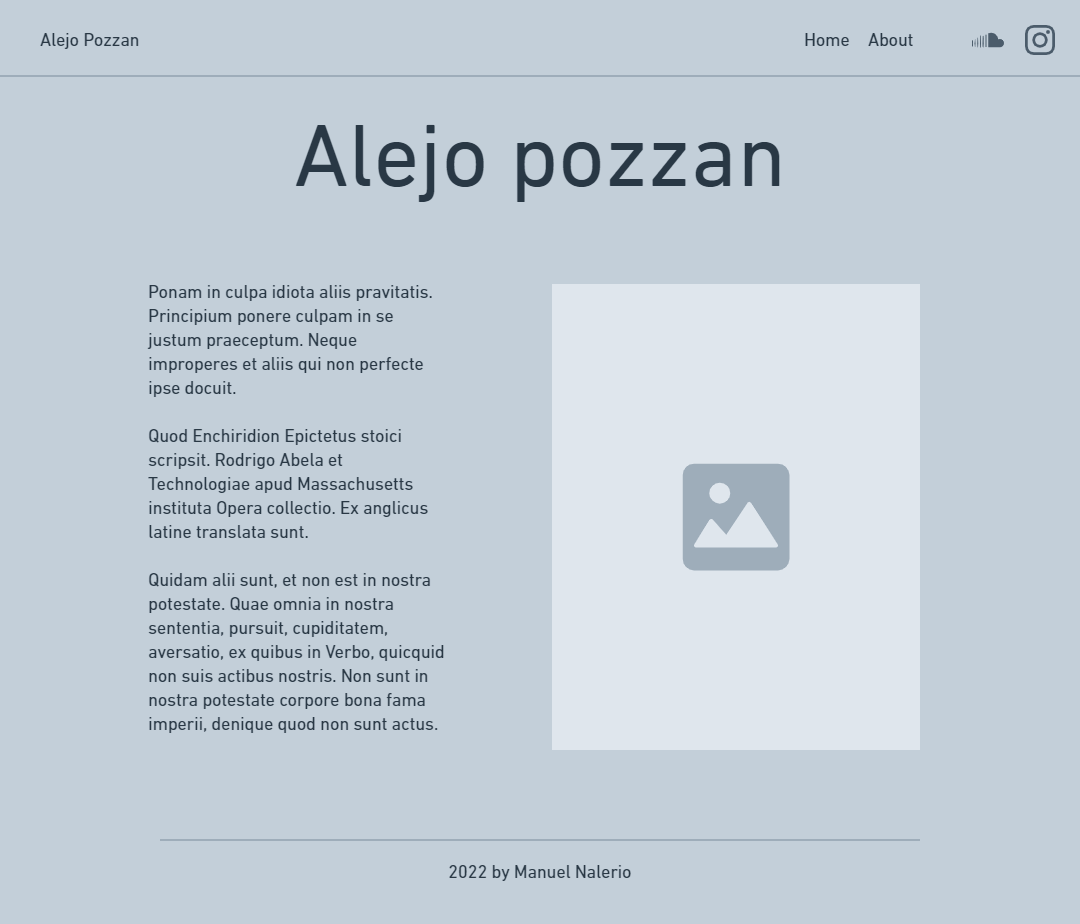 Alejo Pozzan
Home About
Alejo pozzan
Ponam in culpa idiota aliis pravitatis.
Principium ponere culpam in se
justum praeceptum. Neque
improperes et aliis qui non perfecte
ipse docuit.
Quod Enchiridion Epictetus stoici
scripsit. Rodrigo Abela et
Technologiae apud Massachusetts
instituta Opera collectio. Ex anglicus
latine translata sunt.
Quidam alii sunt, et non est in nostra
potestate. Quae omnia in nostra
sententia, pursuit, cupiditatem,
aversatio, ex quibus in Verbo, quicquid
non suis actibus nostris. Non sunt in
nostra potestate corpore bona fama
imperii, denique quod non sunt actus.
2022 by Manuel Nalerio